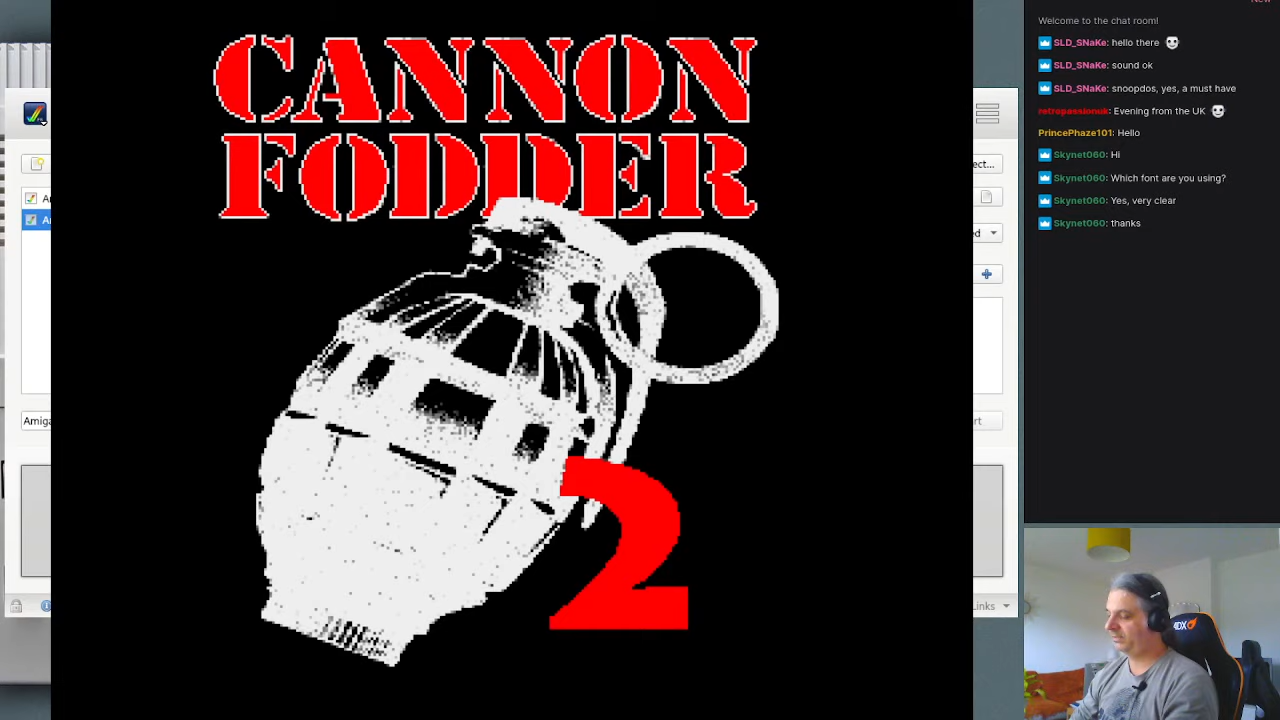 CANNON
FODDER
2
New
Welcome to the chat room!
SLD_SNaKe: hello there
SLD_SNaKe: sound ok
SLD_SNaKe: snoopdos, yes, a must have
retropassionuk: Evening from the UK
PrincePhaze101: Hello
Skynet060: Hi
Skynet060: Which font are you using?
Skynet060: Yes, very clear
Skynet060: thanks
Amiga
Links